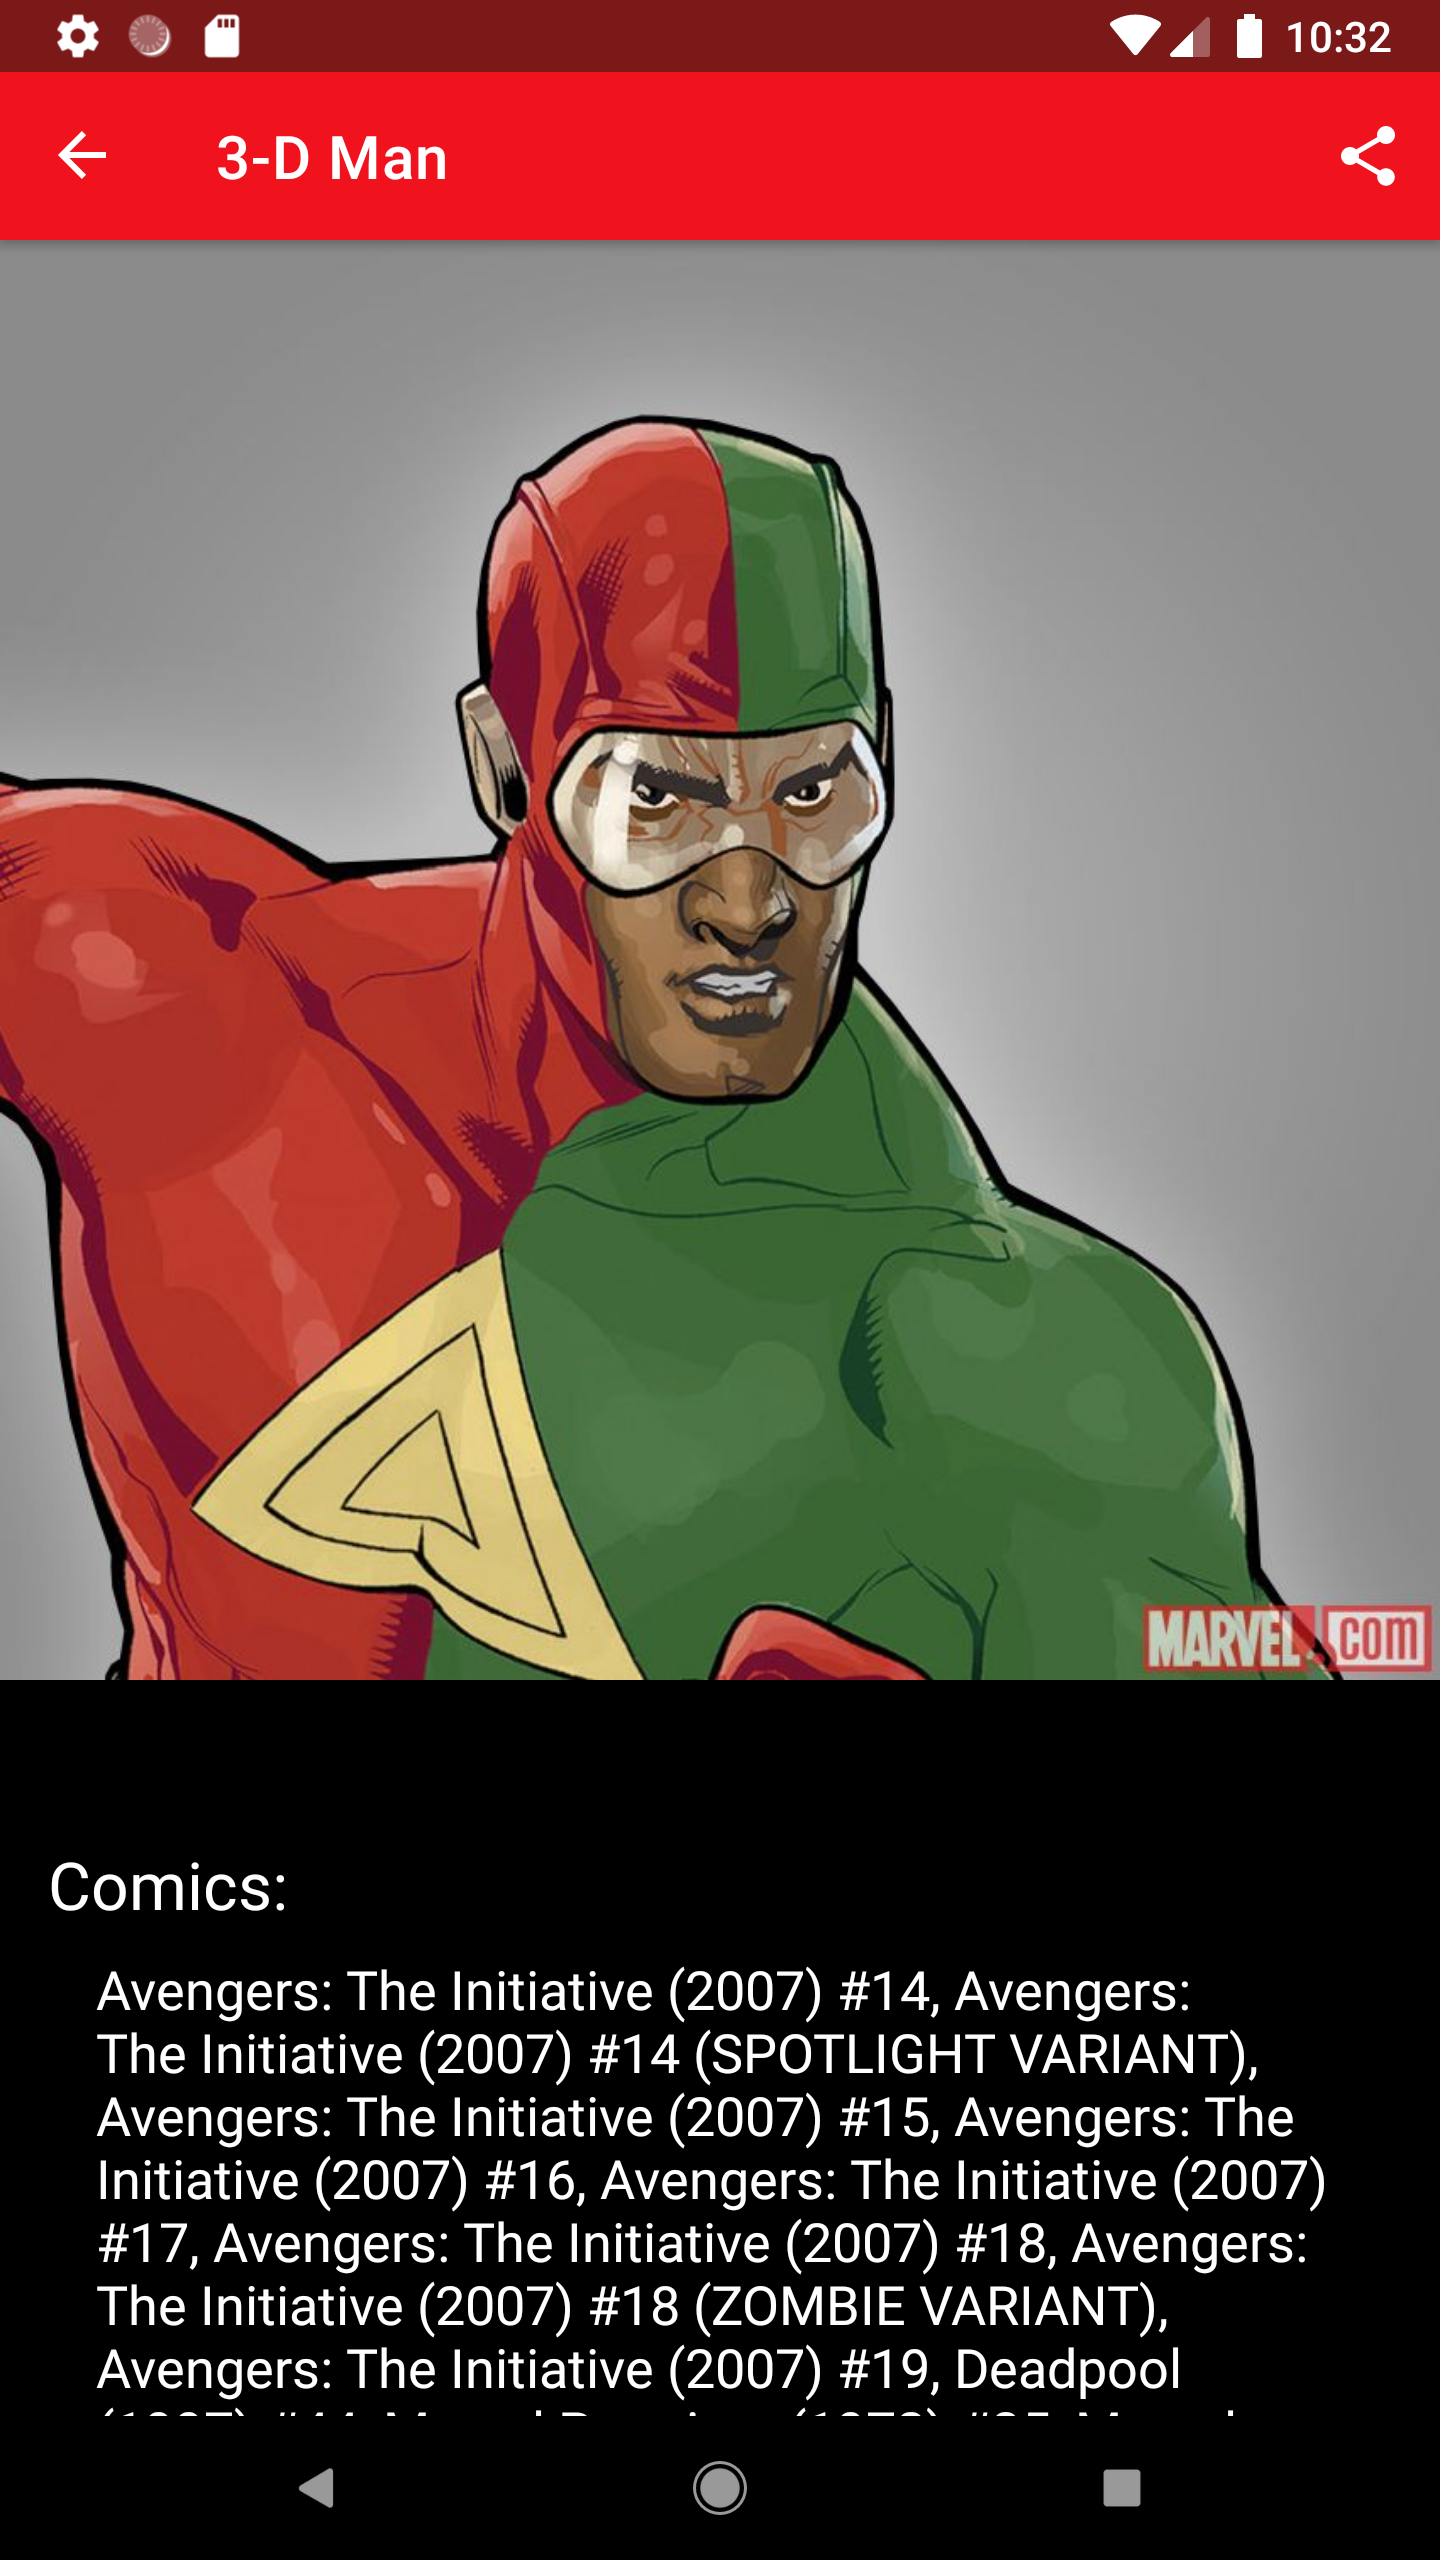 10:32
3-D Man
MARVEL.com
Comics:
Avengers: The Initiative (2007) #14, Avengers:
The Initiative (2007) #14 (SPOTLIGHT VARIANT),
Avengers: The Initiative (2007) #15, Avengers: The
Initiative (2007) #16, Avengers: The Initiative (2007)
#17, Avengers: The Initiative (2007) #18, Avengers:
The Initiative (2007) #18 (ZOMBIE VARIANT),
Avengers: The Initiative (2007) #19, Deadpool